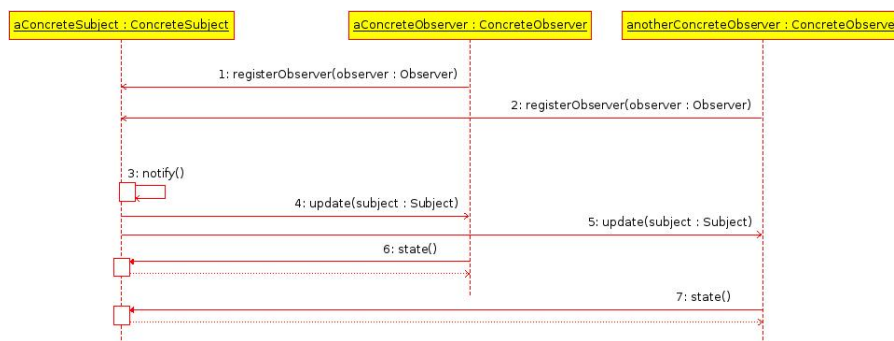 aConcreteSubject : ConcreteSubject
aConcreteObserver : ConcreteObserver
anotherConcreteObserver : ConcreteObserve
1: registerObserver(observer : Observer)
2: registerObserver(observer : Observer)
3: notify()
4: update(subject : Subject)
5: update(subject : Subject)
6: state()
7: state()